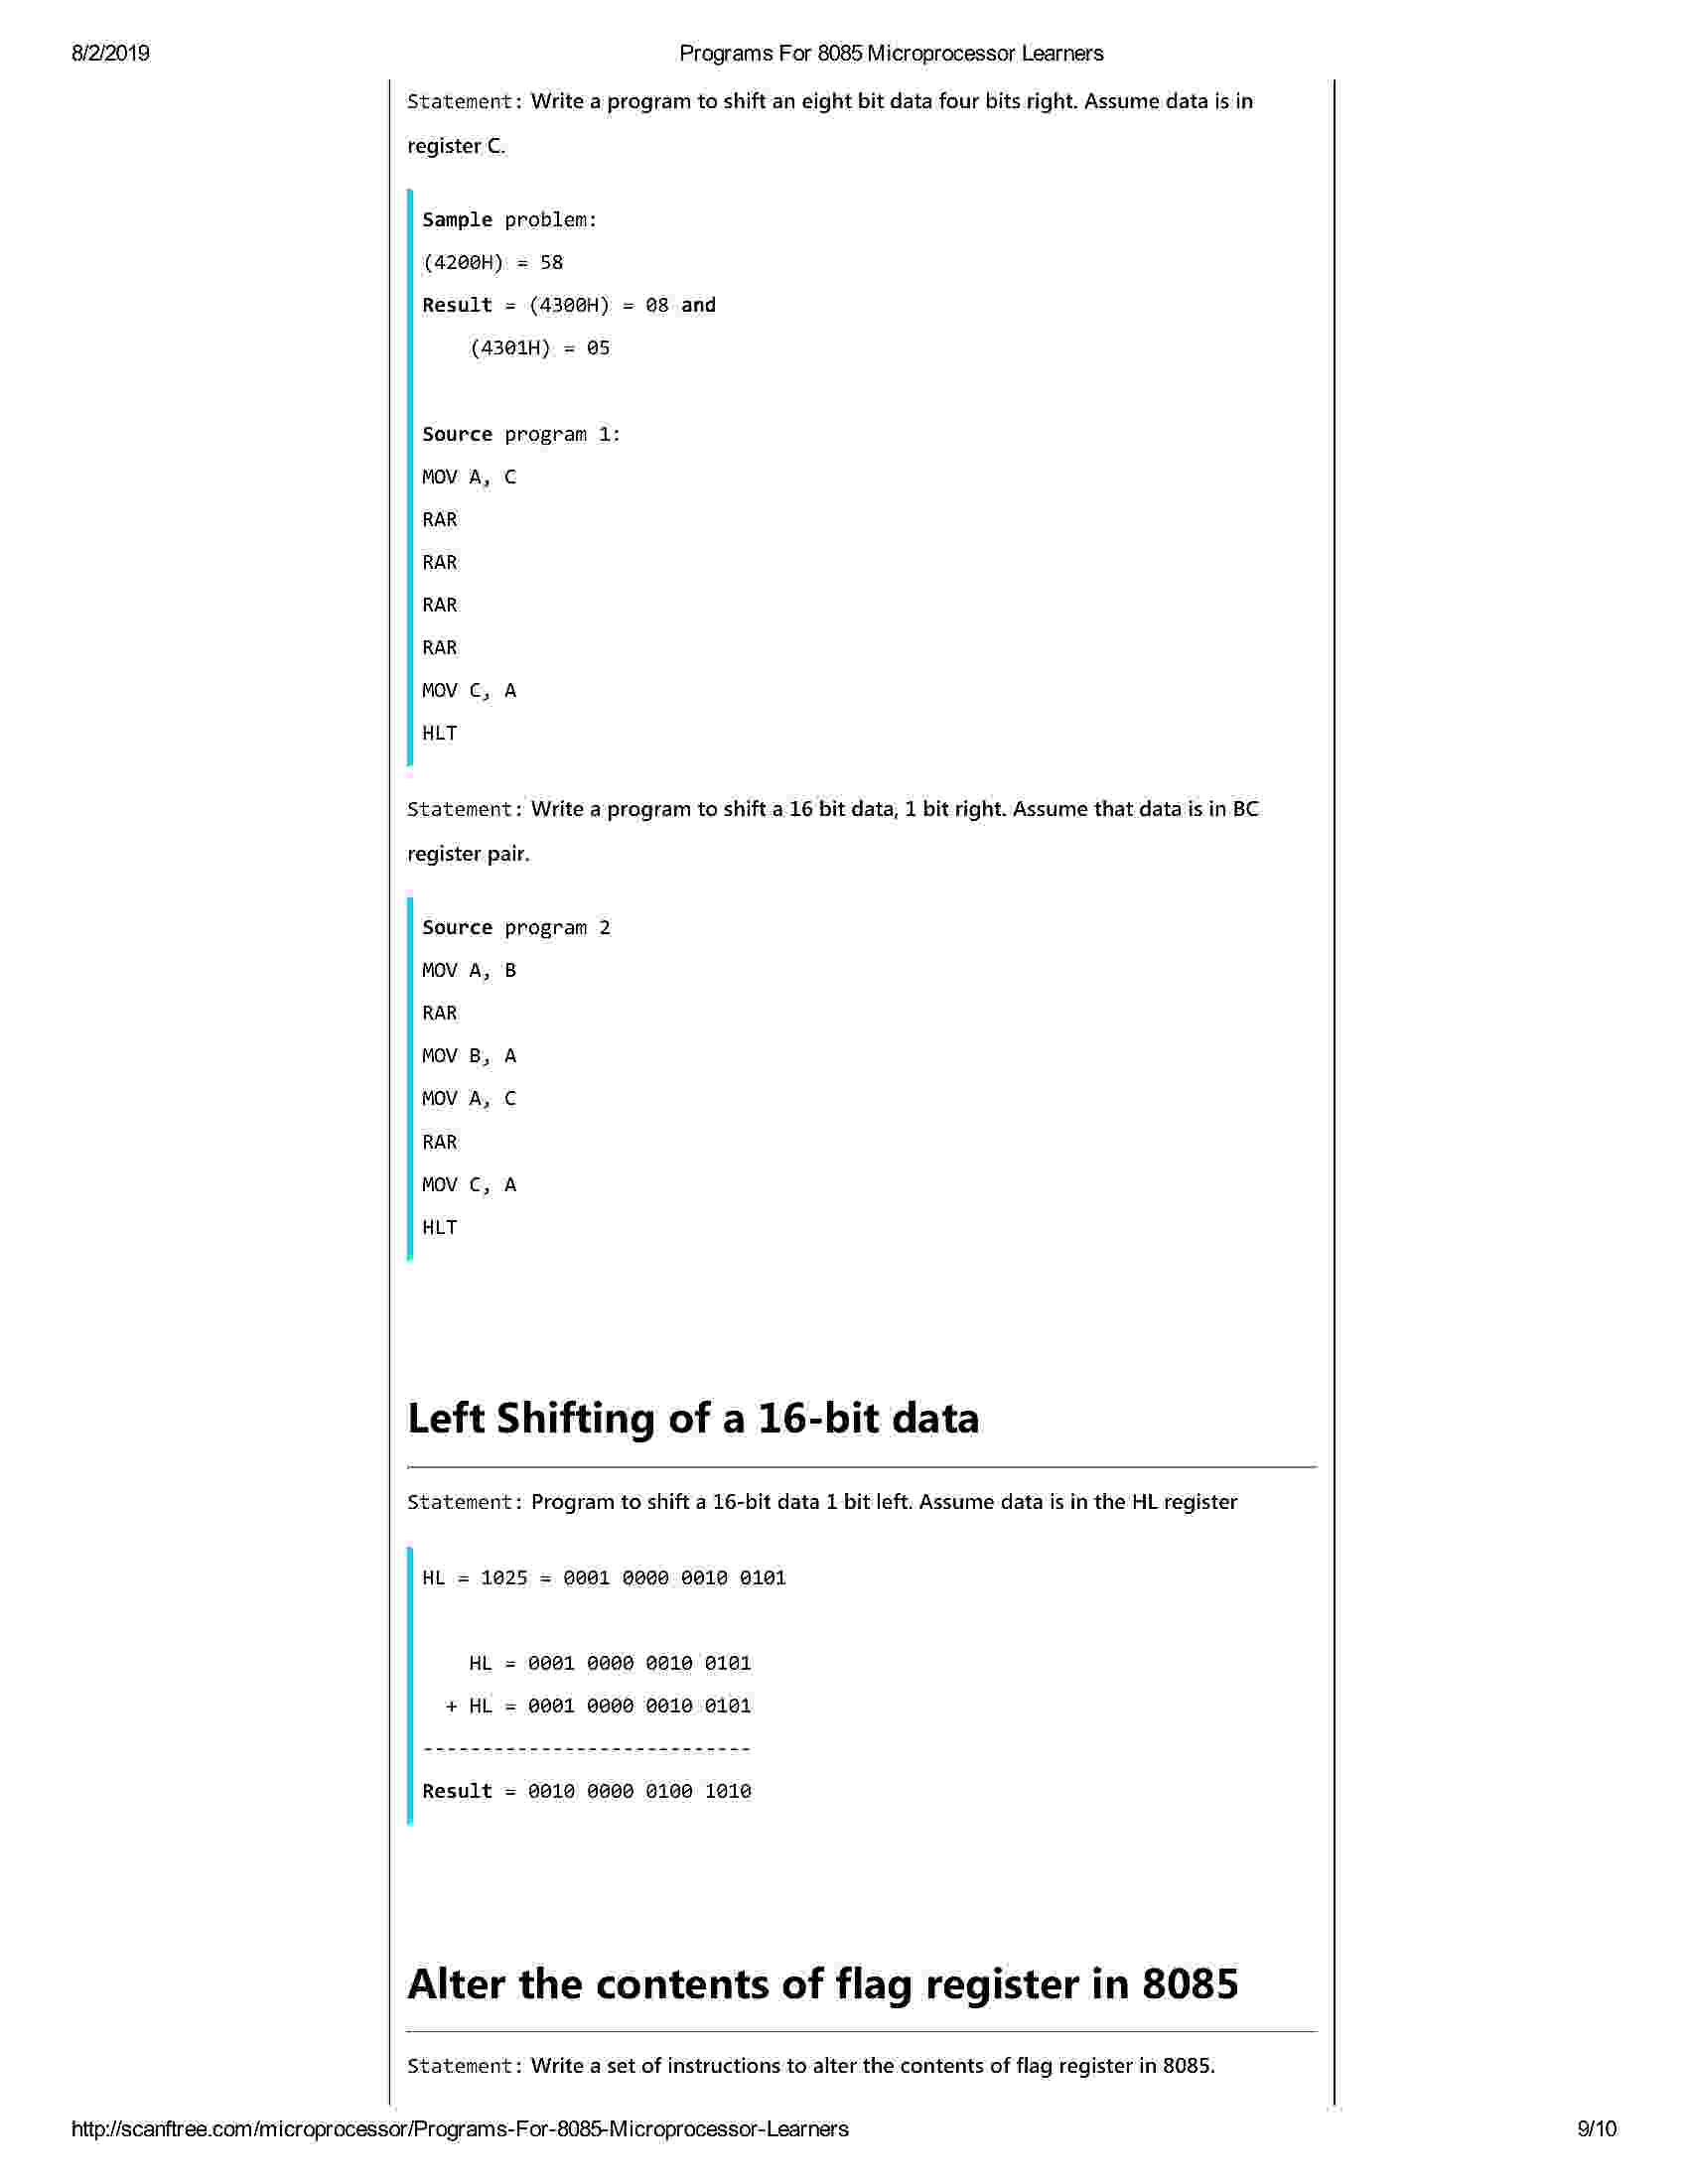 8/2/2019
Programs For 8085 Microprocessor Learners
Statement: Write a program to shift an eight bit data four bits right. Assume data is in
register C.
Sample problem:
(4200H) = 58
Result = (4300H) = 08 and
(4301H) = 05
Source program 1:
MOV A, C
RAR
RAR
RAR
RAR
MOV C, A
HLT
Statement: Write a program to shift a 16 bit data, 1 bit right. Assume that data is in BC
register pair.
Source program 2
MOV A, B
RAR
MOV B, A
MOV A, C
RAR
MOV C, A
HLT
Left Shifting of a 16-bit data
Statement: Program to shift a 16-bit data 1 bit left. Assume data is in the HL register
HL = 1025 = 0001 0000 0010 0101
HL = 0001 0000 0010 0101
+ HL = 0001 0000 0010 0101
----------------------------
Result = 0010 0000 0100 1010
Alter the contents of flag register in 8085
Statement: Write a set of instructions to alter the contents of flag register in 8085.
http://scanftree.com/microprocessor/Programs-For-8085-Microprocessor-Learners
9/10